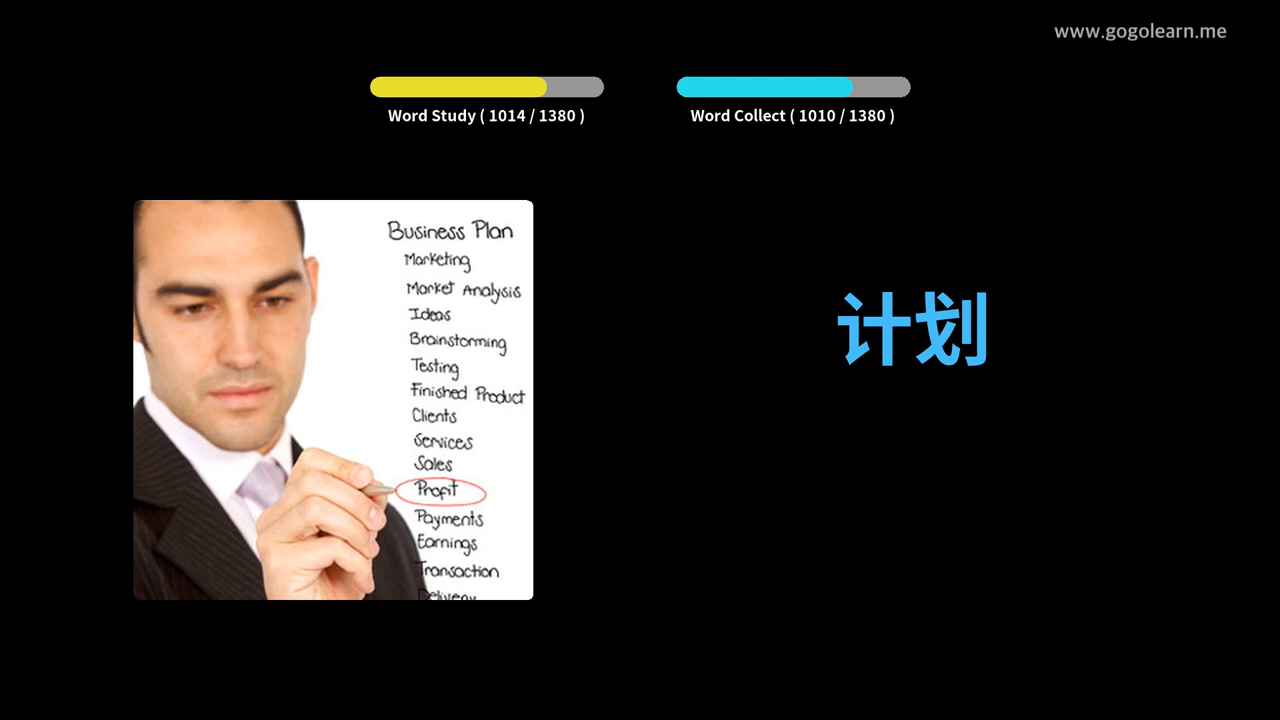 www.gogolearn.me
Word Study ( 1014 / 1380 )
Word Collect ( 1010 / 1380 )
Business Plan
Marketing
Market Analysis
Ideas
Brainstorming
Testing
Finished Product
Clients
Services
Sales
Profit
Payments
Earnings
Transaction
Delivery
计划